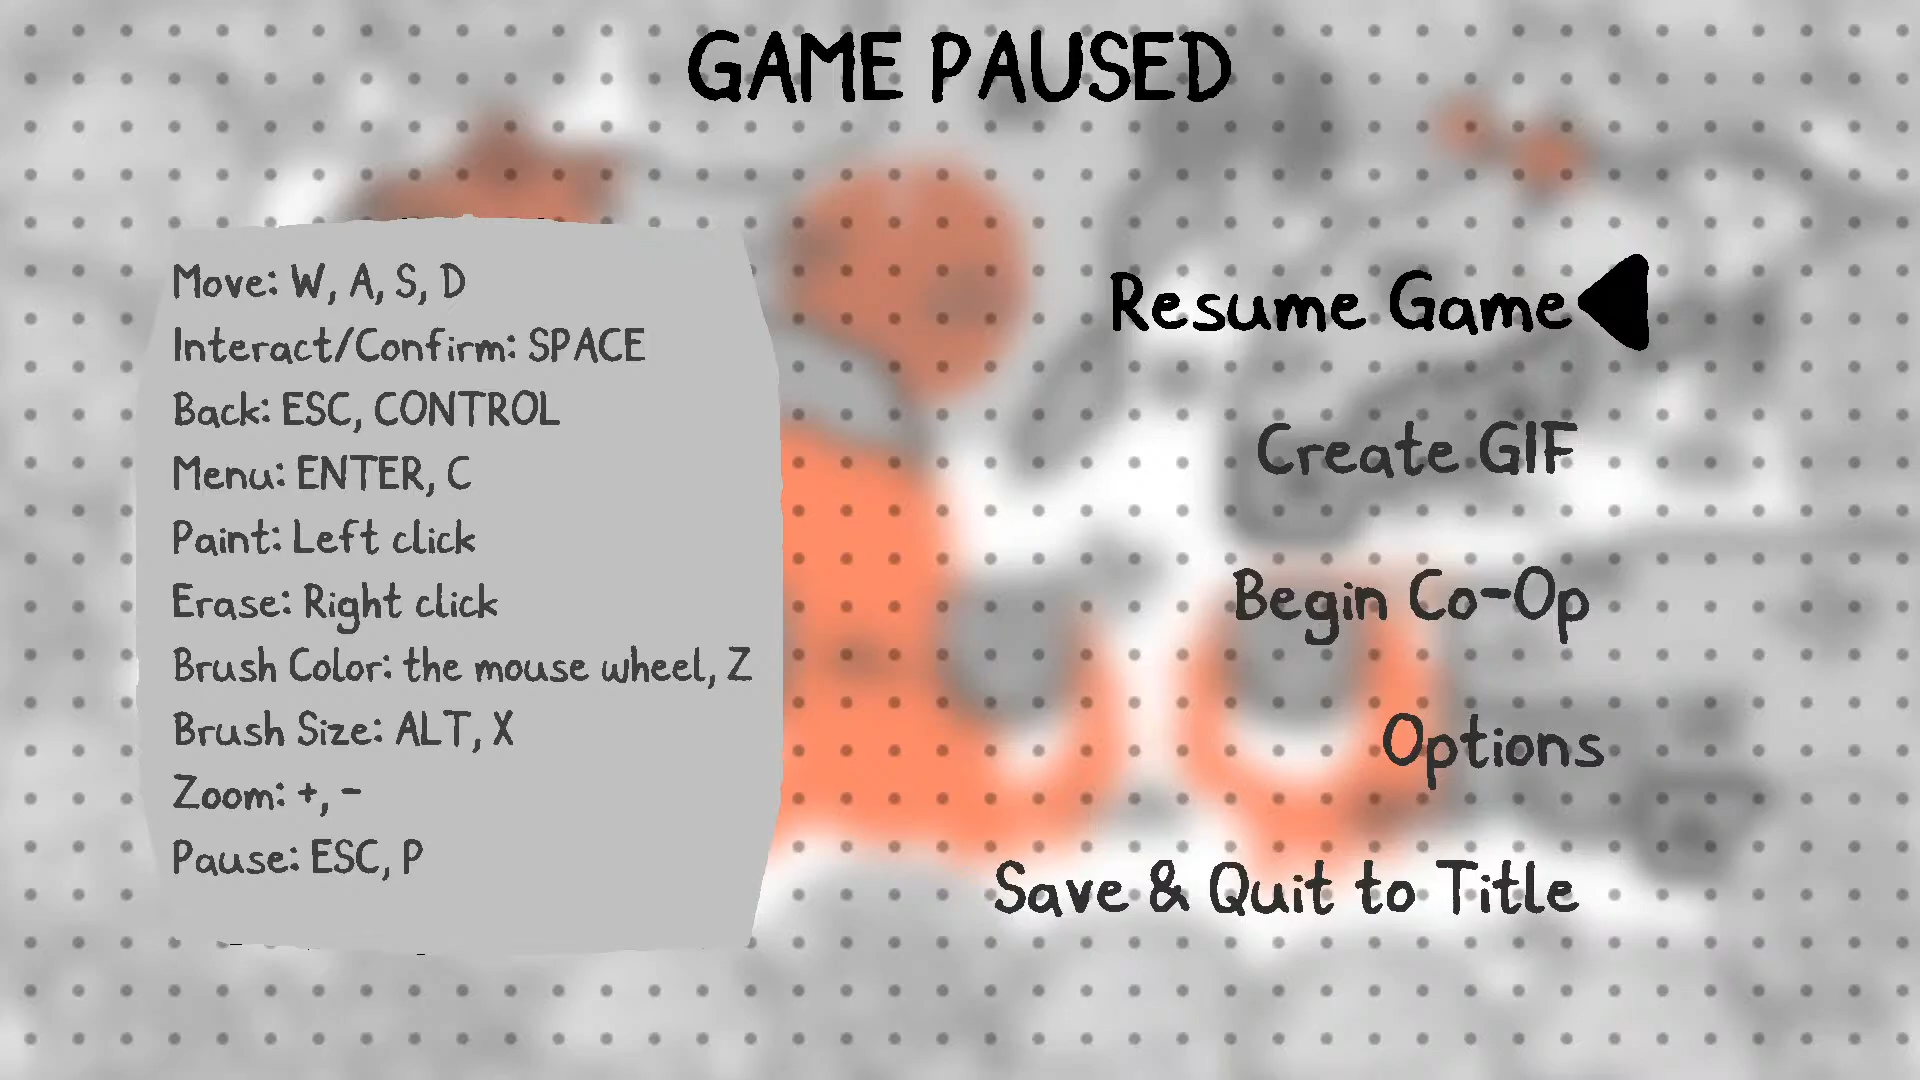 GAME PAUSED
Move: W, A, S, D
Interact/Confirm: SPACE
Back: ESC, CONTROL
Menu: ENTER, C
Paint: Left click
Erase: Right click
Brush Color: the mouse wheel, Z
Brush Size: ALT, X
Zoom: +, -
Pause: ESC, P
Resume Game
Create GIF
Begin Co-Op
Options
Save & Quit to Title